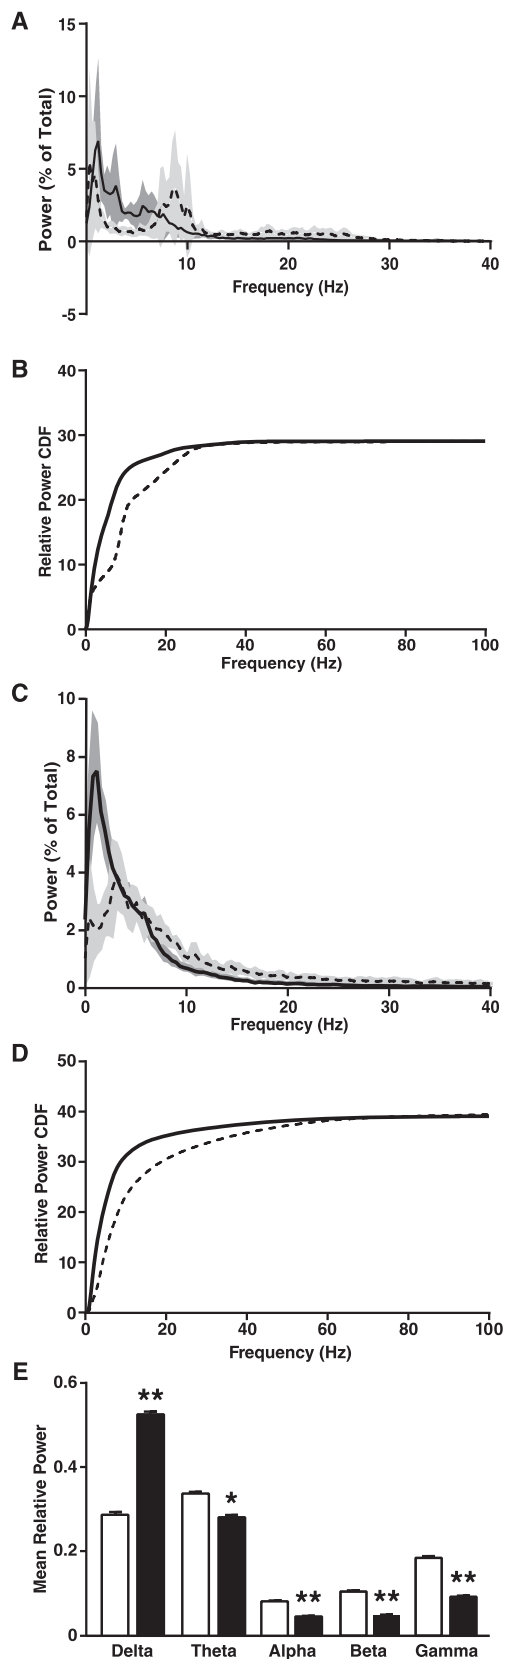 A
15
10
5
0
-5
Power (% of Total)
10 20 30 40
Frequency (Hz)
B
40
30
20
10
0
Relative Power CDF
0 20 40 60 80 100
Frequency (Hz)
C
10
8
6
4
2
0
Power (% of Total)
0 10 20 30 40
Frequency (Hz)
D
50
40
30
20
10
0
Relative Power CDF
0 20 40 60 80 100
Frequency (Hz)
E
0.6
0.4
0.2
0
Mean Relative Power
** * ** ** **
Delta Theta Alpha Beta Gamma